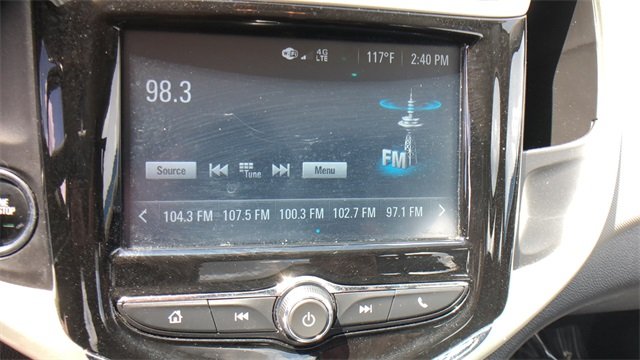 WiFi 4G LTE 117°F 2:40 PM
98.3
FM
Source Tune Menu
104.3 FM 107.5 FM 100.3 FM 102.7 FM 97.1 FM